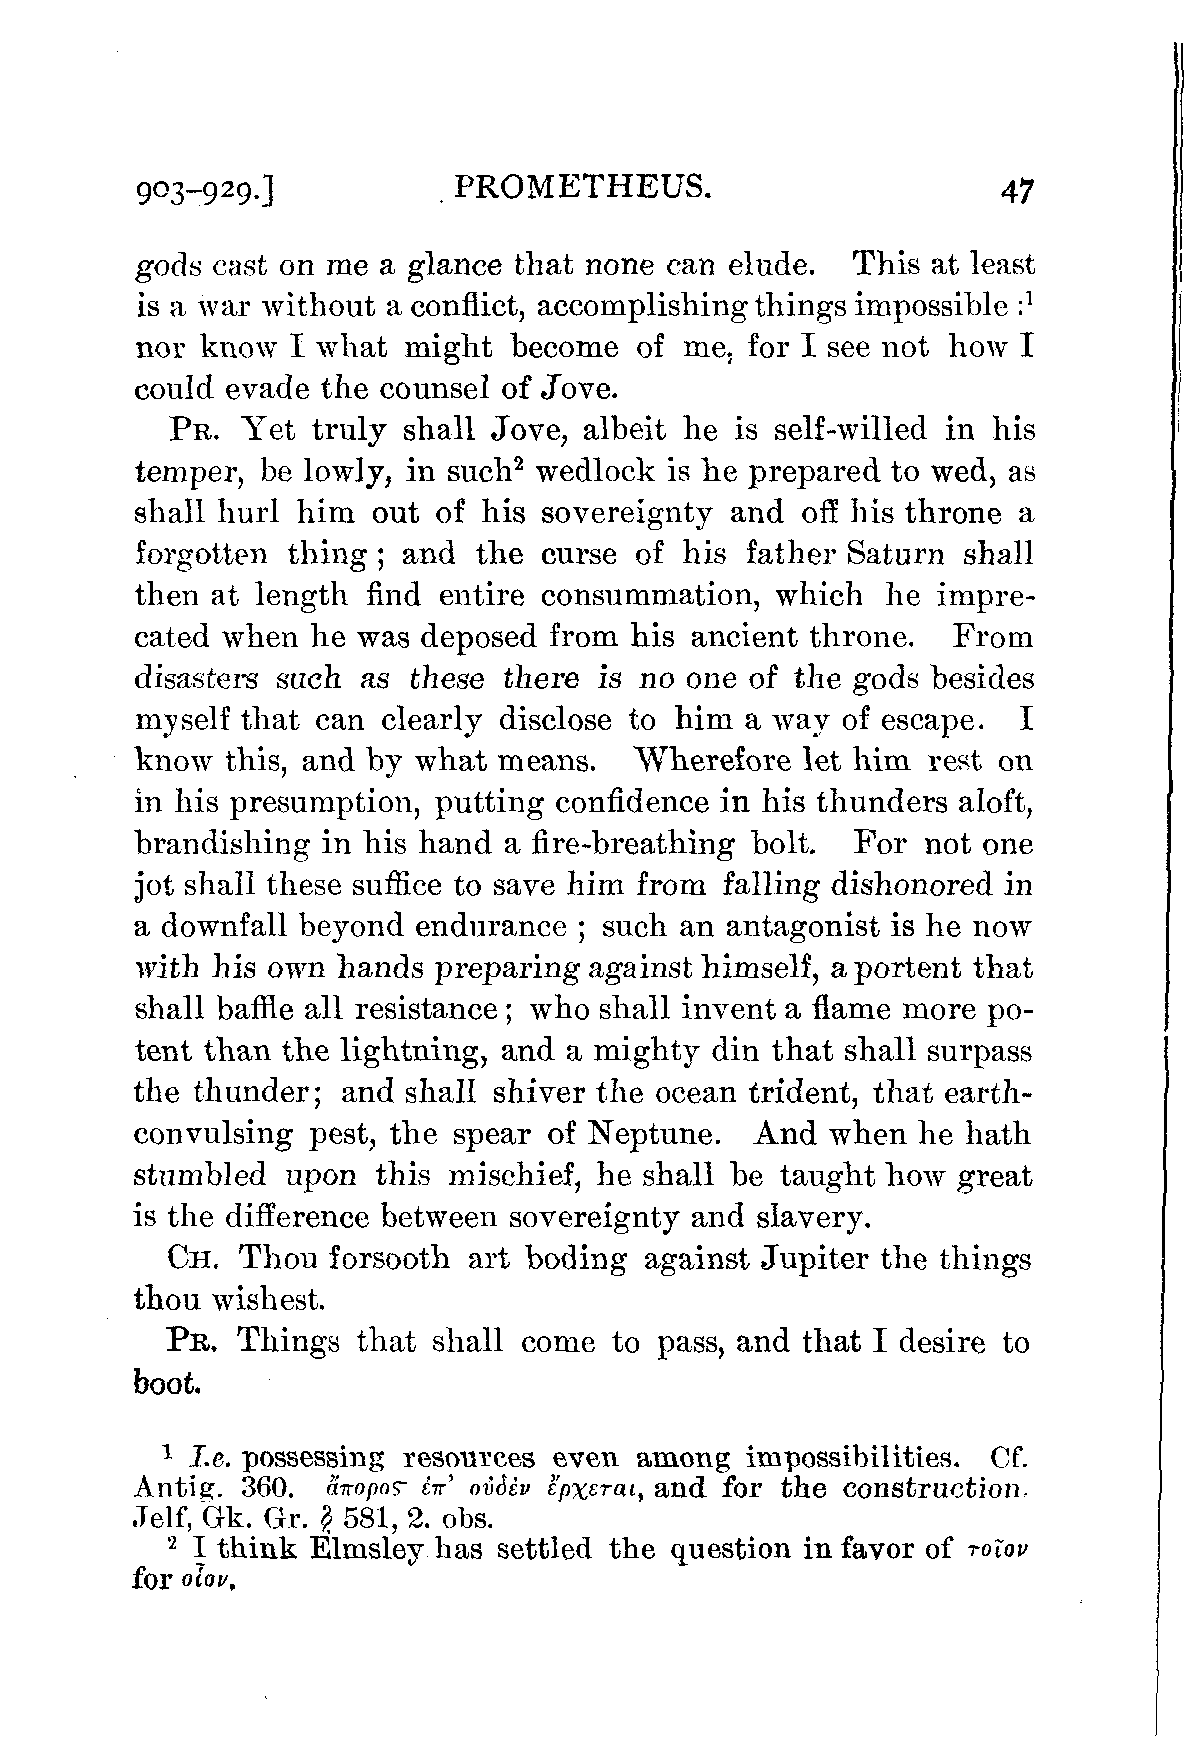 903–929.] PROMETHEUS. 47
gods cast on me a glance that none can elude. This at least
is a war without a conflict, accomplishing things impossible :¹
nor know I what might become of me, for I see not how I
could evade the counsel of Jove.
PR. Yet truly shall Jove, albeit he is self-willed in his
temper, be lowly, in such² wedlock is he prepared to wed, as
shall hurl him out of his sovereignty and off his throne a
forgotten thing ; and the curse of his father Saturn shall
then at length find entire consummation, which he impre-
cated when he was deposed from his ancient throne. From
disasters such as these there is no one of the gods besides
myself that can clearly disclose to him a way of escape. I
know this, and by what means. Wherefore let him rest on
in his presumption, putting confidence in his thunders aloft,
brandishing in his hand a fire-breathing bolt. For not one
jot shall these suffice to save him from falling dishonored in
a downfall beyond endurance ; such an antagonist is he now
with his own hands preparing against himself, a portent that
shall baffle all resistance ; who shall invent a flame more po-
tent than the lightning, and a mighty din that shall surpass
the thunder; and shall shiver the ocean trident, that earth-
convulsing pest, the spear of Neptune. And when he hath
stumbled upon this mischief, he shall be taught how great
is the difference between sovereignty and slavery.
CH. Thou forsooth art boding against Jupiter the things
thou wishest.
PR. Things that shall come to pass, and that I desire to
boot.
¹ I.e. possessing resources even among impossibilities. Cf.
Antig. 360. ἄπορος ἐπ' οὐδὲν ἔρχεται, and for the construction.
Jelf, Gk. Gr. § 581, 2. obs.
² I think Elmsley has settled the question in favor of τοῖον
for οἷον.